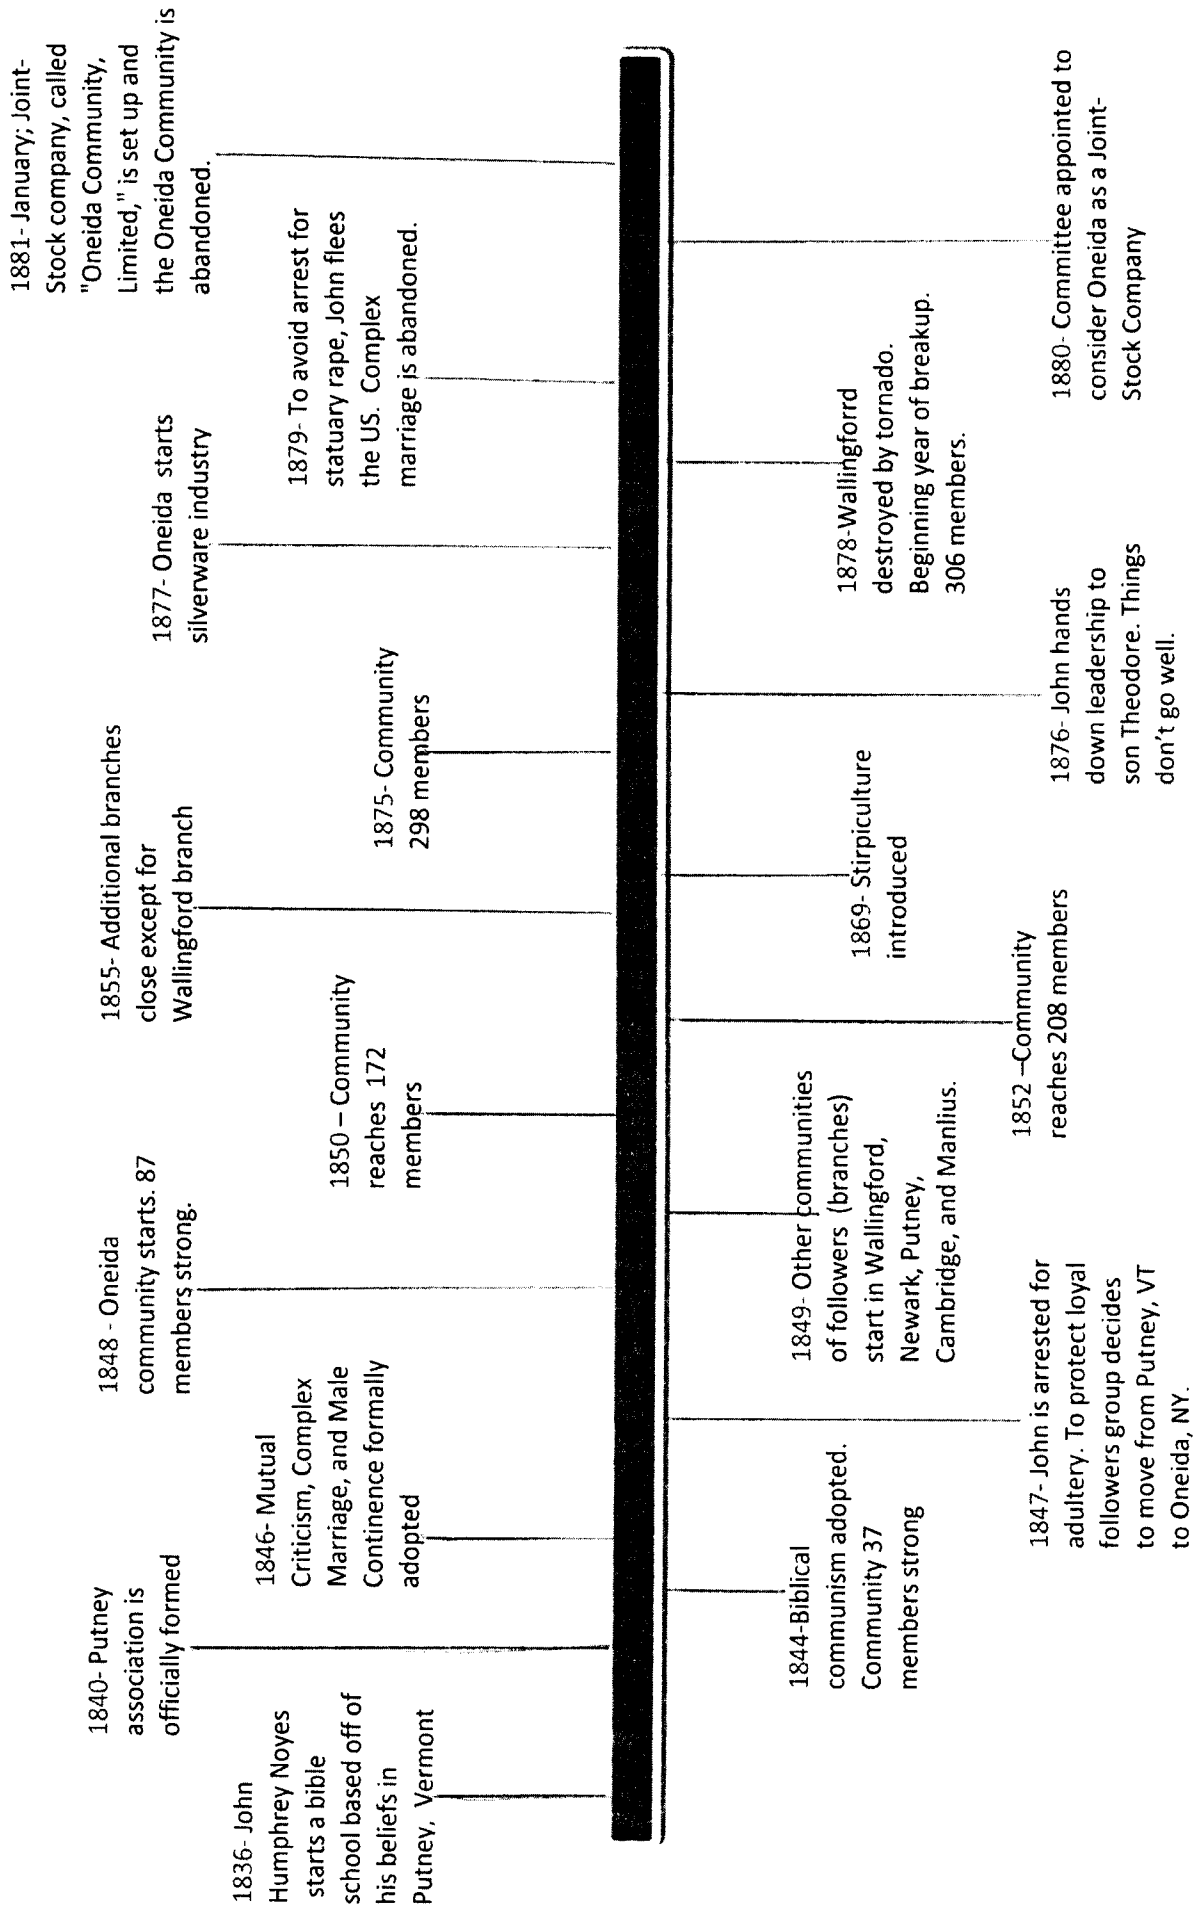 1836- John
Humphrey Noyes
starts a bible
school based off of
his beliefs in
Putney, Vermont
1840- Putney
association is
officially formed
1844-Biblical
communism adopted.
Community 37
members strong
1846- Mutual
Criticism, Complex
Marriage, and Male
Continence formally
adopted
1847- John is arrested for
adultery. To protect loyal
followers group decides
to move from Putney, VT
to Oneida, NY.
1848 - Oneida
community starts. 87
members strong.
1849- Other communities
of followers (branches)
start in Wallingford,
Newark, Putney,
Cambridge, and Manlius.
1850 – Community
reaches 172
members
1852 –Community
reaches 208 members
1855- Additional branches
close except for
Wallingford branch
1869- Stirpiculture
introduced
1875- Community
298 members
1876- John hands
down leadership to
son Theodore. Things
don't go well.
1877- Oneida starts
silverware industry
1878-Wallingforrd
destroyed by tornado.
Beginning year of breakup.
306 members.
1879- To avoid arrest for
statuary rape, John flees
the US. Complex
marriage is abandoned.
1880- Committee appointed to
consider Oneida as a Joint-
Stock Company
1881- January; Joint-
Stock company, called
"Oneida Community,
Limited," is set up and
the Oneida Community is
abandoned.